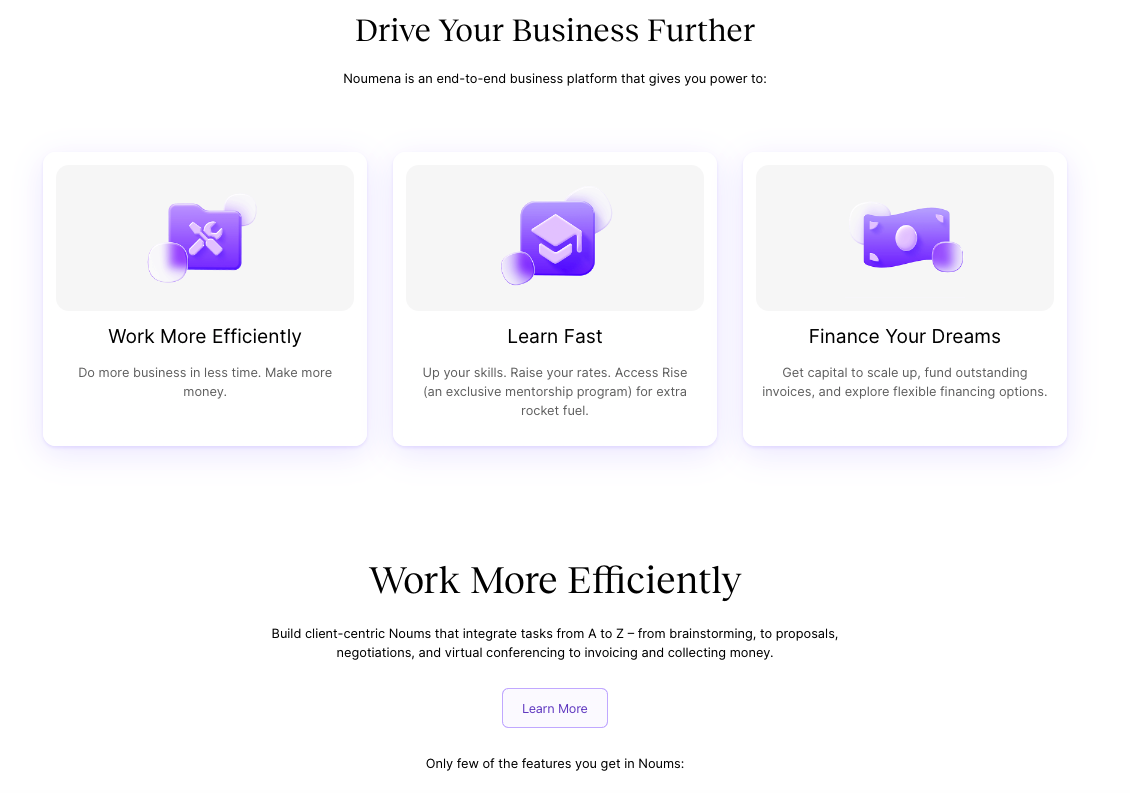 Drive Your Business Further
Noumena is an end-to-end business platform that gives you power to:
Work More Efficiently
Do more business in less time. Make more
money.
Learn Fast
Up your skills. Raise your rates. Access Rise
(an exclusive mentorship program) for extra
rocket fuel.
Finance Your Dreams
Get capital to scale up, fund outstanding
invoices, and explore flexible financing options.
Work More Efficiently
Build client-centric Noums that integrate tasks from A to Z – from brainstorming, to proposals,
negotiations, and virtual conferencing to invoicing and collecting money.
Learn More
Only few of the features you get in Noums: